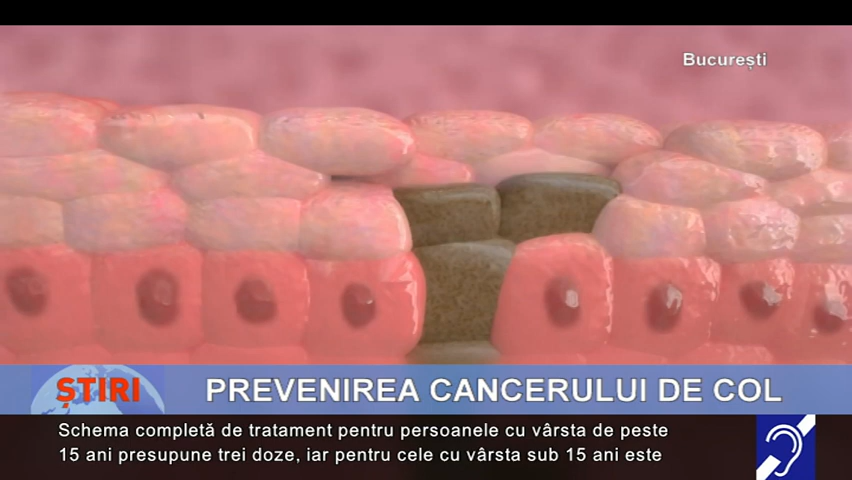 București
ȘTIRI
PREVENIREA CANCERULUI DE COL
Schema completă de tratament pentru persoanele cu vârsta de peste
15 ani presupune trei doze, iar pentru cele cu vârsta sub 15 ani este